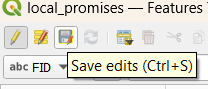 local_promises — Features T
Save edits (Ctrl+S)
abc FID